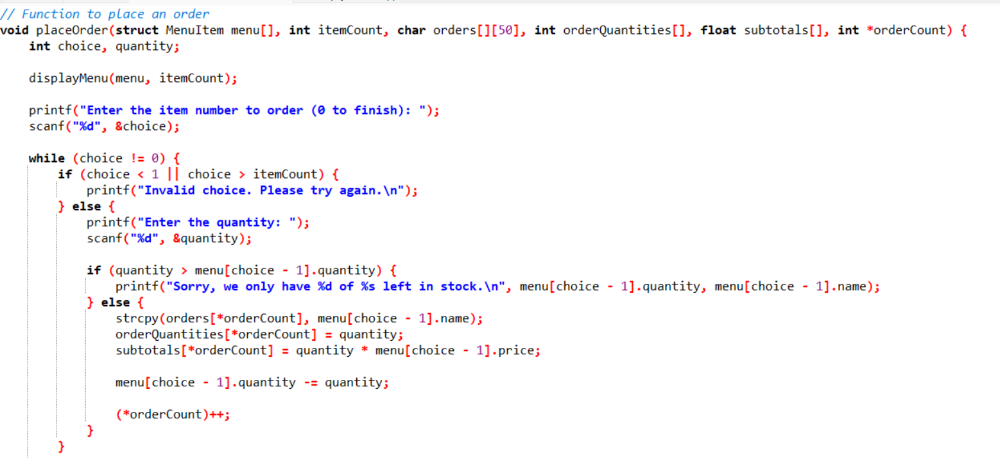 // Function to place an order
void placeOrder(struct MenuItem menu[], int itemCount, char orders[][50], int orderQuantities[], float subtotals[], int *orderCount) {
    int choice, quantity;

    displayMenu(menu, itemCount);

    printf("Enter the item number to order (0 to finish): ");
    scanf("%d", &choice);

    while (choice != 0) {
        if (choice < 1 || choice > itemCount) {
            printf("Invalid choice. Please try again.\n");
        } else {
            printf("Enter the quantity: ");
            scanf("%d", &quantity);

            if (quantity > menu[choice - 1].quantity) {
                printf("Sorry, we only have %d of %s left in stock.\n", menu[choice - 1].quantity, menu[choice - 1].name);
            } else {
                strcpy(orders[*orderCount], menu[choice - 1].name);
                orderQuantities[*orderCount] = quantity;
                subtotals[*orderCount] = quantity * menu[choice - 1].price;

                menu[choice - 1].quantity -= quantity;

                (*orderCount)++;
            }
        }